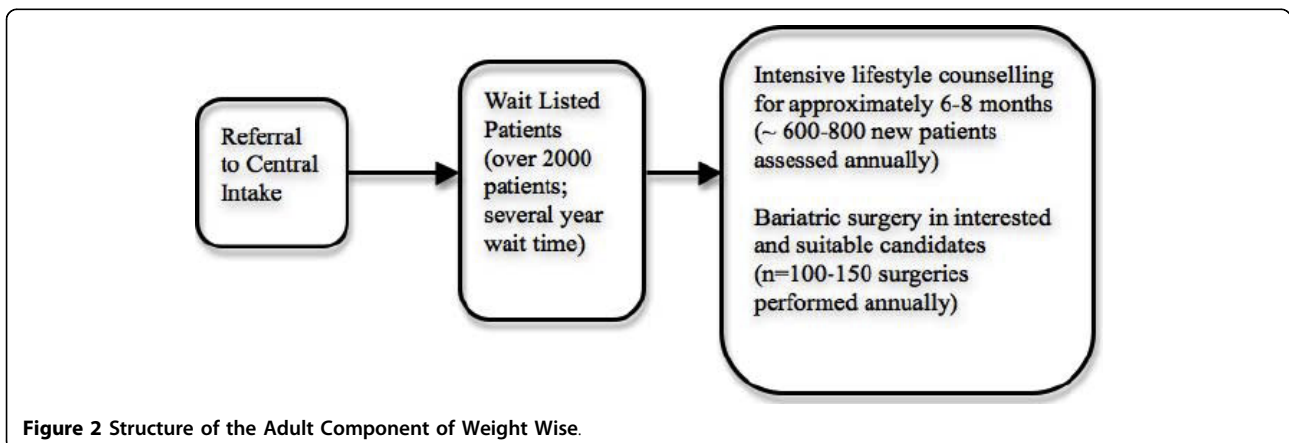 Referral
to Central
Intake
Wait Listed
Patients
(over 2000
patients;
several year
wait time)
Intensive lifestyle counselling
for approximately 6-8 months
(~ 600-800 new patients
assessed annually)
Bariatric surgery in interested
and suitable candidates
(n=100-150 surgeries
performed annually)
Figure 2 Structure of the Adult Component of Weight Wise.